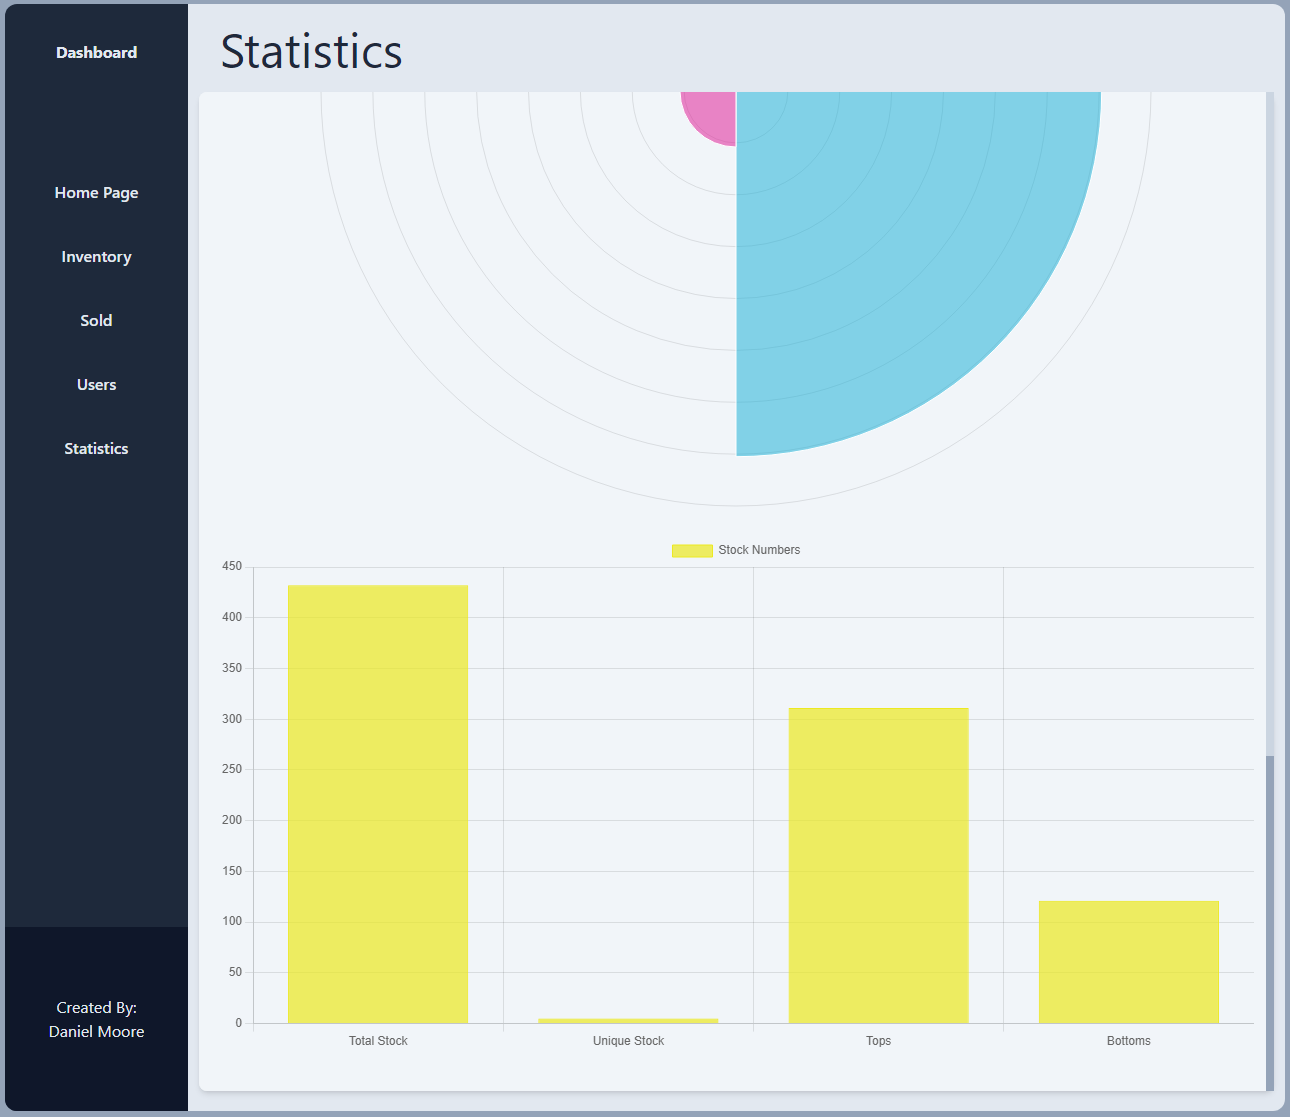 Dashboard
Home Page
Inventory
Sold
Users
Statistics
Created By:
Daniel Moore
Statistics
Stock Numbers
450
400
350
300
250
200
150
100
50
0
Total Stock
Unique Stock
Tops
Bottoms